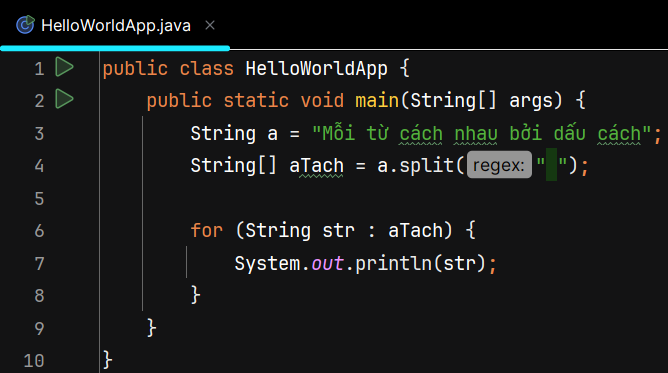 HelloWorldApp.java ×
1 public class HelloWorldApp {
2 public static void main(String[] args) {
3 String a = "Mỗi từ cách nhau bởi dấu cách";
4 String[] aTach = a.split( regex: " ");
5
6 for (String str : aTach) {
7 System.out.println(str);
8 }
9 }
10 }